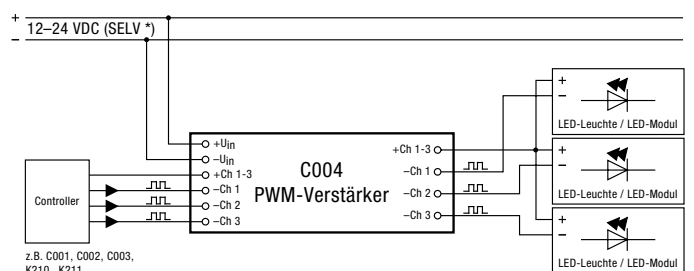 +
12–24 VDC (SELV *)
–
+Uin
–Uin
+Ch 1-3
–Ch 1
–Ch 2
–Ch 3
C004
PWM-Verstärker
+Ch 1-3
–Ch 1
–Ch 2
–Ch 3
Controller
z.B. C001, C002, C003,
K210, K211
+
–
LED-Leuchte / LED-Modul
+
–
LED-Leuchte / LED-Modul
+
–
LED-Leuchte / LED-Modul